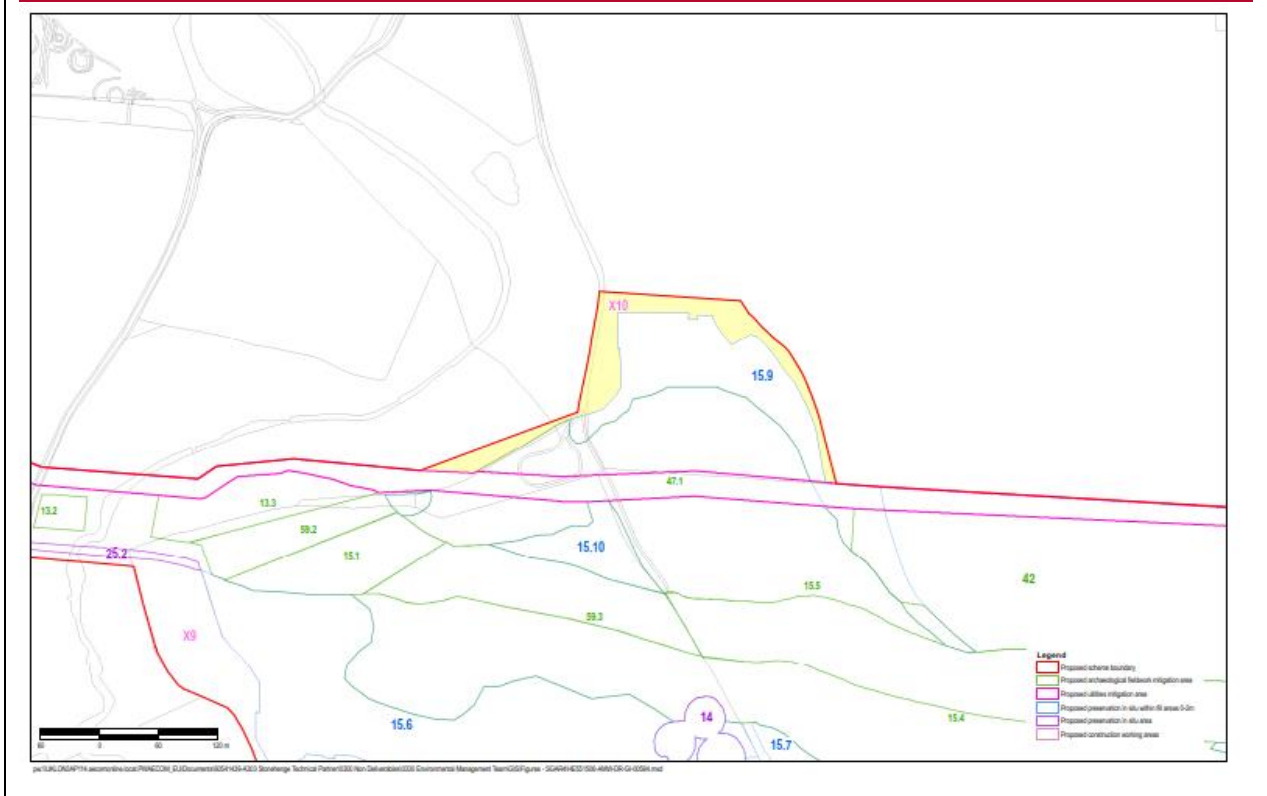 X10
15.9
47.1
13.2
13.3
59.2
25.2
15.1
15.10
15.5
42
59.3
X9
15.6
14
15.7
15.4
Legend
Proposed scheme boundary
Proposed archaeological fieldwork mitigation area
Proposed utilities mitigation area
Proposed preservation in situ within fill areas 0-2m
Proposed preservation in situ area
Proposed construction working areas
60 0 60 120 m